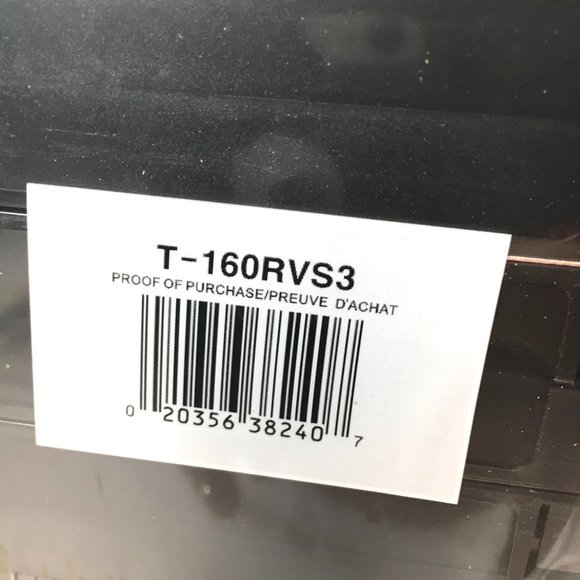 T-160RVS3
PROOF OF PURCHASE/PREUVE D'ACHAT
0 20356 38240 7